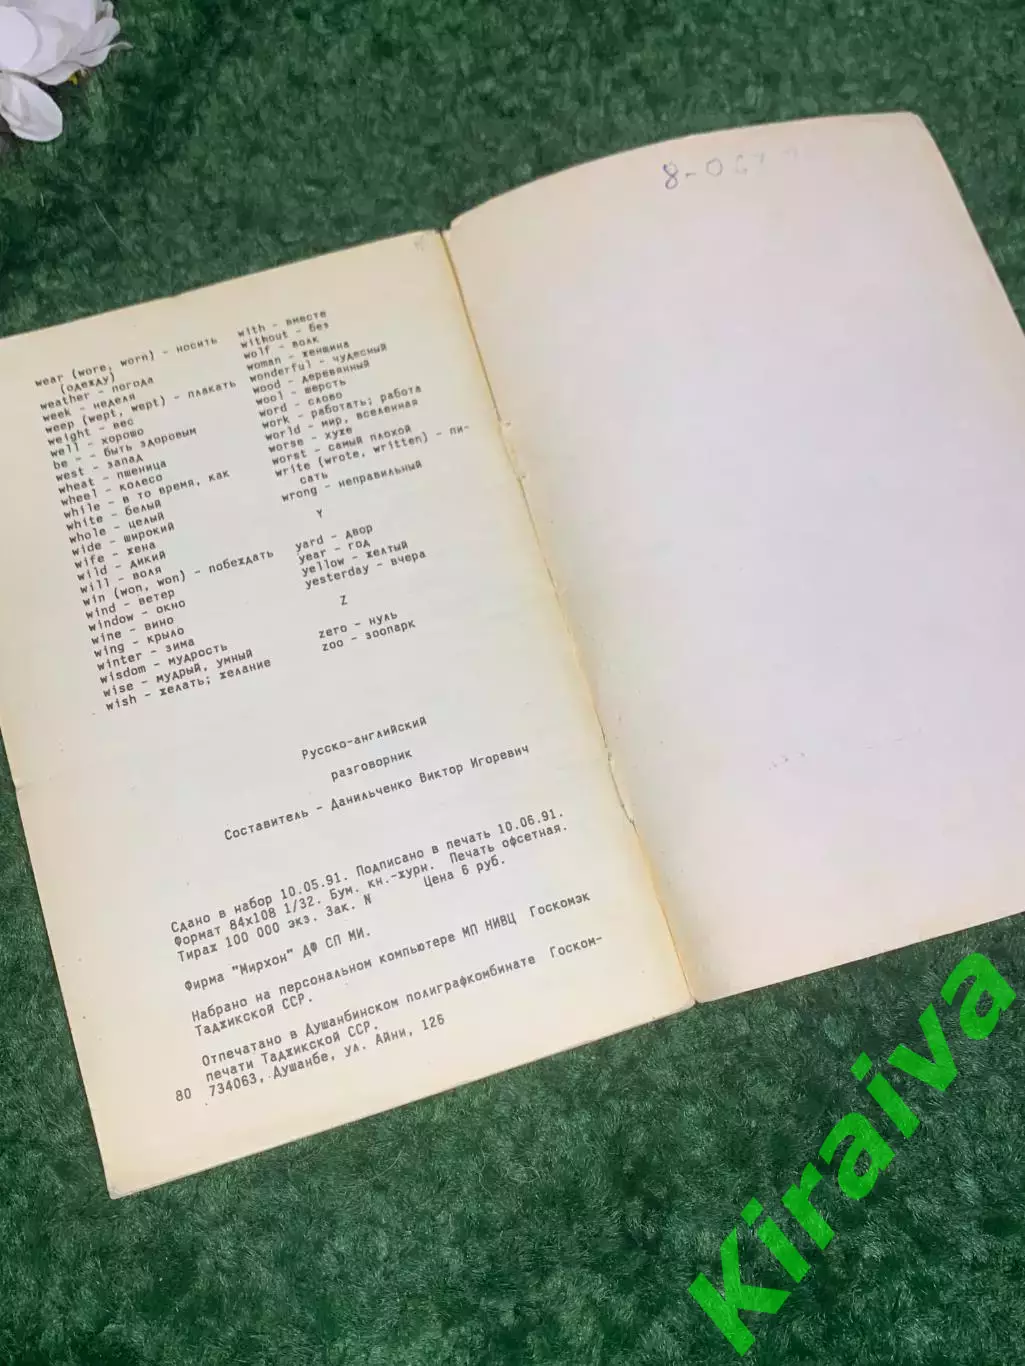 wear (wore, worn) - носить
(одежду)
weather - погода
week - неделя
weep (wept, wept) - плакать
weight - вес
well - хорошо
be - - быть здоровым
west - запад
wheat - пшеница
wheel - колесо
while - в то время, как
white - белый
whole - целый
wide - широкий
wife - жена
wild - дикий
will - воля
win (won, won) - побеждать
wind - ветер
window - окно
wine - вино
wing - крыло
winter - зима
wisdom - мудрость
wise - мудрый, умный
wish - желать; желание
with - вместе
without - без
wolf - волк
woman - женщина
wonderful - чудесный
wood - деревянный
wool - шерсть
word - слово
work - работать; работа
world - мир, вселенная
worse - хуже
worst - самый плохой
write (wrote, written) - пи-
сать
wrong - неправильный
Y
yard - двор
year - год
yellow - желтый
yesterday - вчера
Z
zero - нуль
zoo - зоопарк
Русско-английский
разговорник
Составитель - Данильченко Виктор Игоревич
Сдано в набор 10.05.91. Подписано в печать 10.06.91.
Формат 84х108 1/32. Бум. кн.-журн. Печать офсетная.
Тираж 100 000 экз. Зак. N Цена 6 руб.
Фирма "Мирхон" ДФ СП МИ.
Набрано на персональном компьютере МП НИВЦ Госкомэк
Таджикской ССР.
Отпечатано в Душанбинском полиграфкомбинате Госком-
печати Таджикской ССР.
734063, Душанбе, ул. Айни, 126
80
Kiraiva